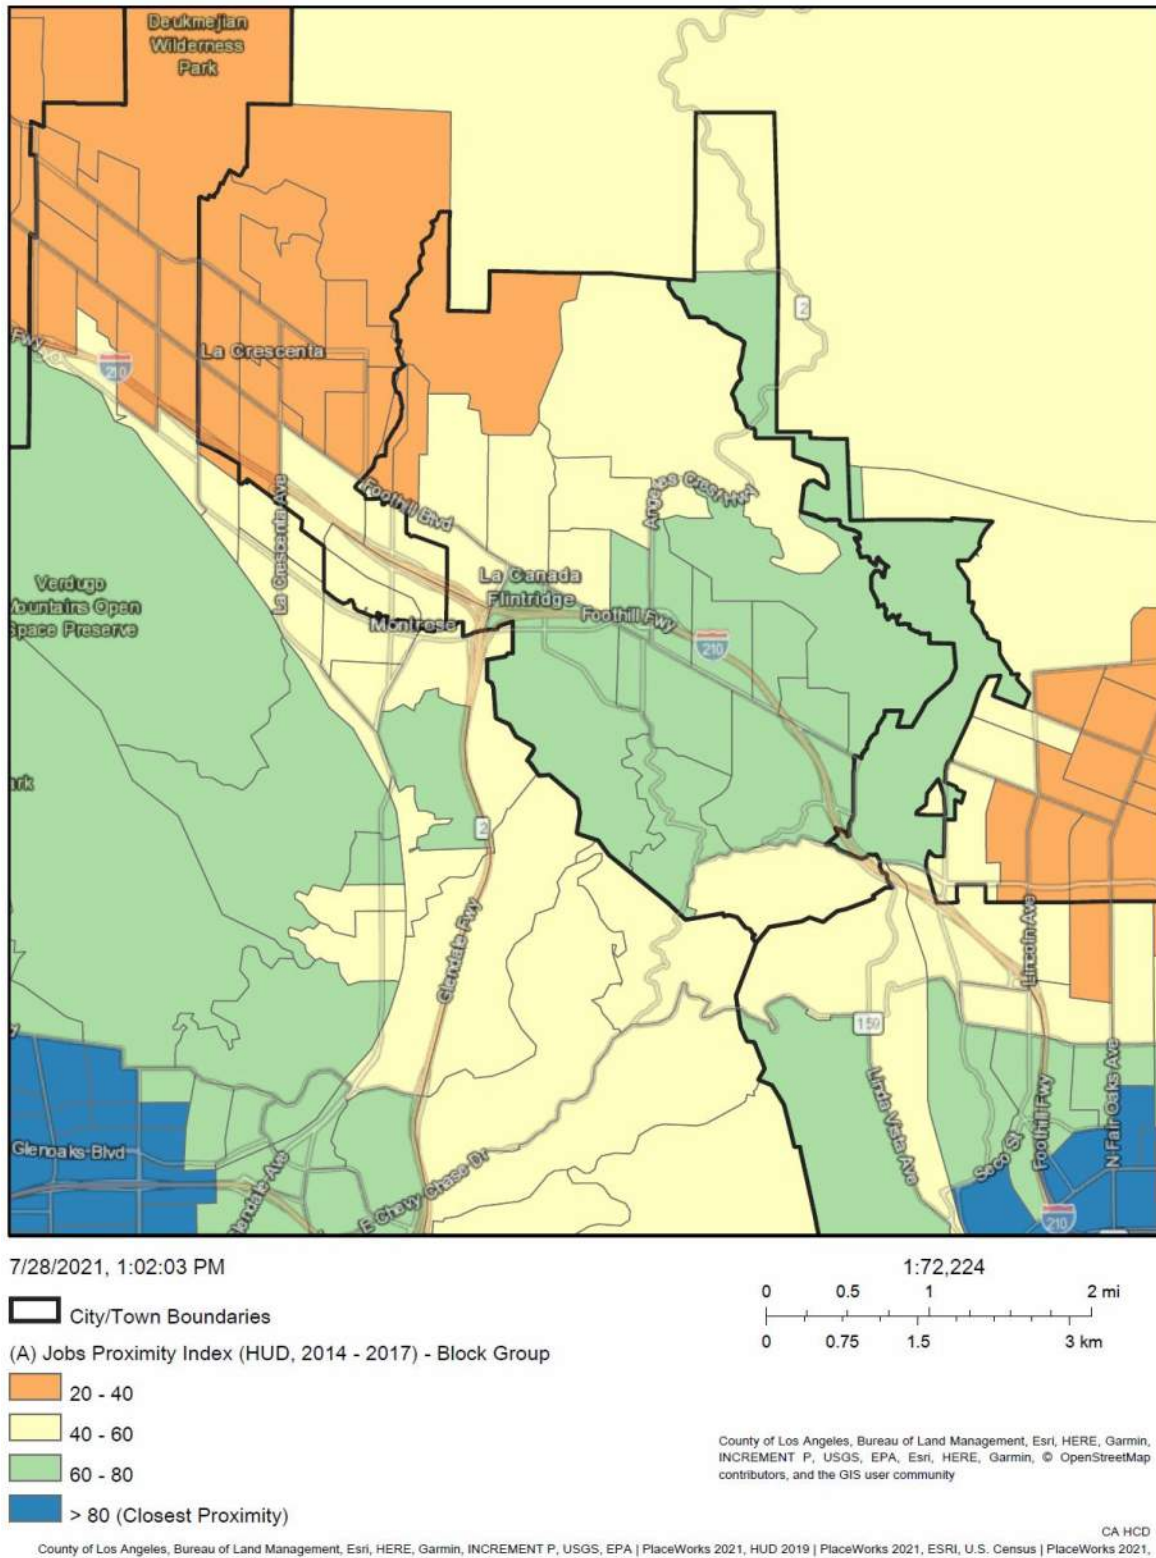 Deukmejian
Wilderness
Park
2
La Crescenta
210
Angeles Crest Hwy
La Crescenta Ave
Foothill Blvd
La Canada
Flintridge
Verdugo
Mountains Open
Space Preserve
Montrose
Foothill Fwy
210
2
Glendale Fwy
Lincoln Ave
159
Linda Vista Ave
Foothill Fwy
N Fair Oaks Ave
Seco St
Glenoaks Blvd
Glendale Ave
E Chevy Chase Dr
210
7/28/2021, 1:02:03 PM
1:72,224
0 0.5 1 2 mi
0 0.75 1.5 3 km
City/Town Boundaries
(A) Jobs Proximity Index (HUD, 2014 - 2017) - Block Group
20 - 40
40 - 60
60 - 80
> 80 (Closest Proximity)
County of Los Angeles, Bureau of Land Management, Esri, HERE, Garmin,
INCREMENT P, USGS, EPA, Esri, HERE, Garmin, © OpenStreetMap
contributors, and the GIS user community
CA HCD
County of Los Angeles, Bureau of Land Management, Esri, HERE, Garmin, INCREMENT P, USGS, EPA | PlaceWorks 2021, HUD 2019 | PlaceWorks 2021, ESRI, U.S. Census | PlaceWorks 2021,